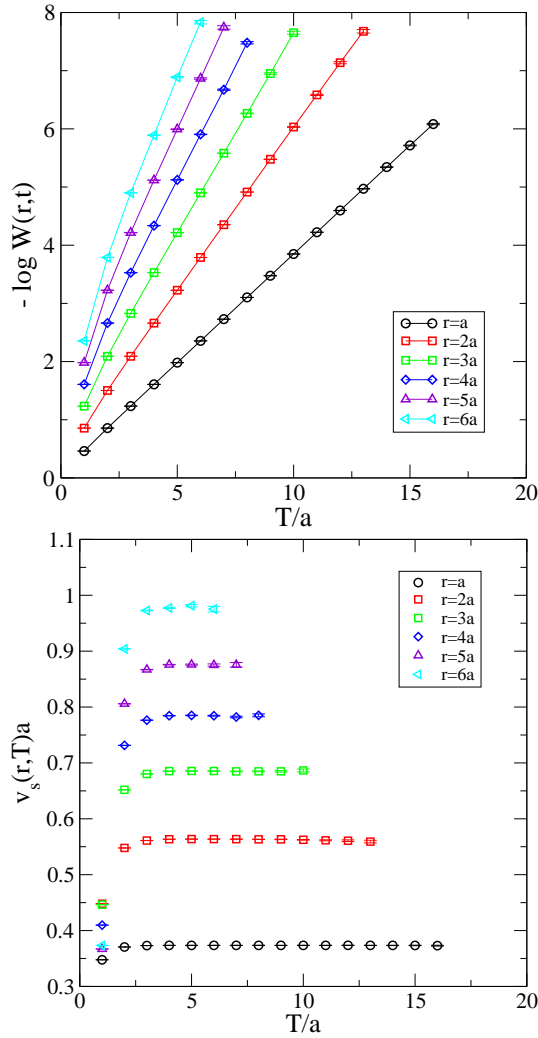 8
6
4
2
0
- log W(r,t)
r=a
r=2a
r=3a
r=4a
r=5a
r=6a
0 5 10 15 20
T/a
1.1
1
0.9
0.8
0.7
0.6
0.5
0.4
0.3
v_s(r,T)a
r=a
r=2a
r=3a
r=4a
r=5a
r=6a
0 5 10 15 20
T/a